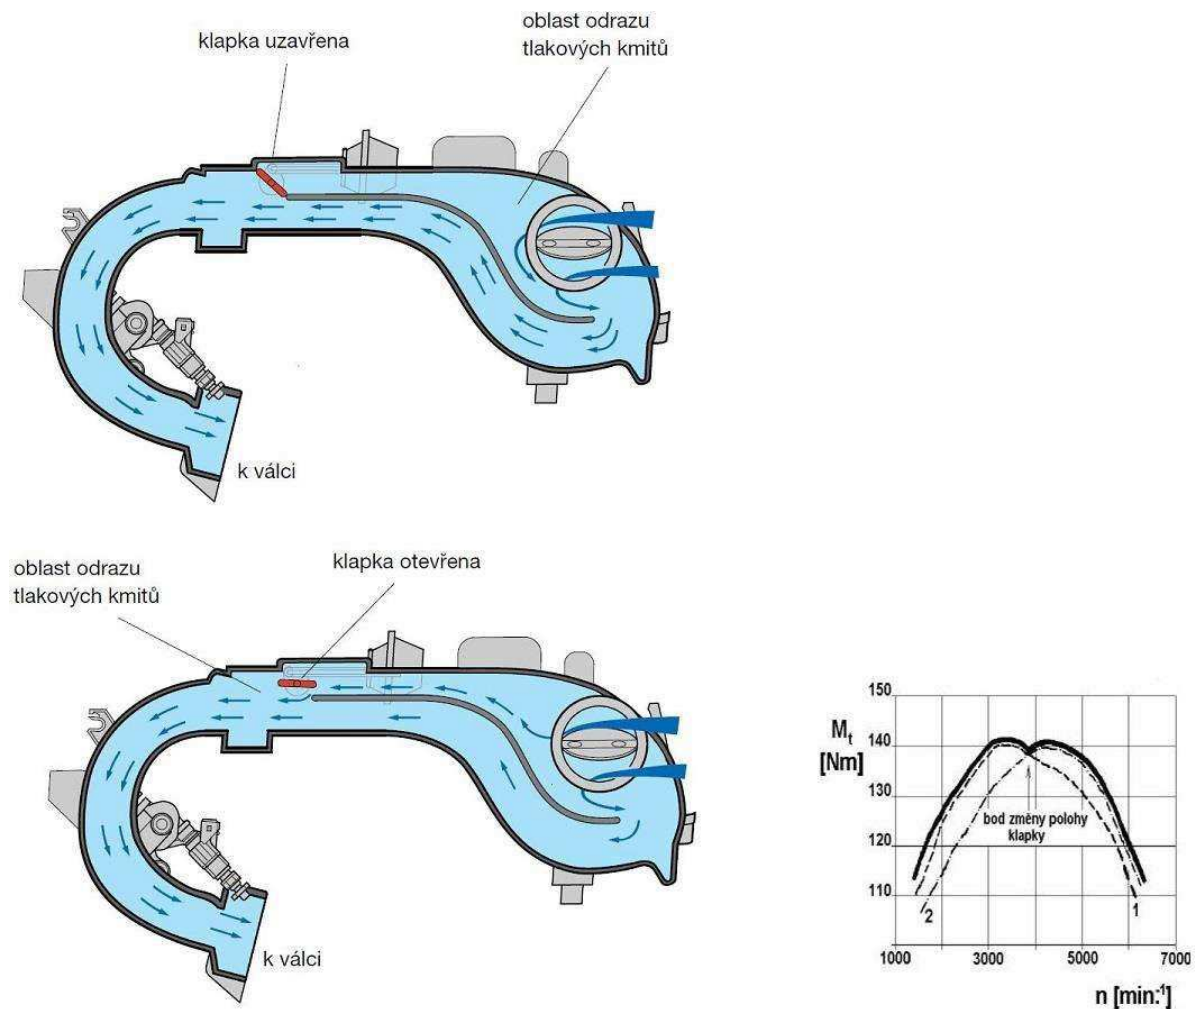 klapka uzavřena
oblast odrazu
tlakových kmitů
k válci
oblast odrazu
tlakových kmitů
klapka otevřena
k válci
150
M_t
[Nm]
140
130
120
110
bod změny polohy
klapky
2
1
1000 3000 5000 7000
n [min:¹]